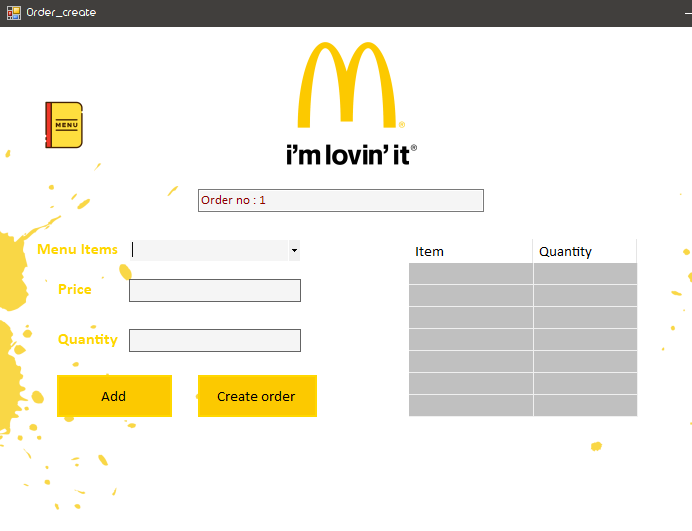 Order_create
MENU
®
i'm lovin' it®
Order no : 1
Menu Items
Item Quantity
Price
Quantity
Add Create order